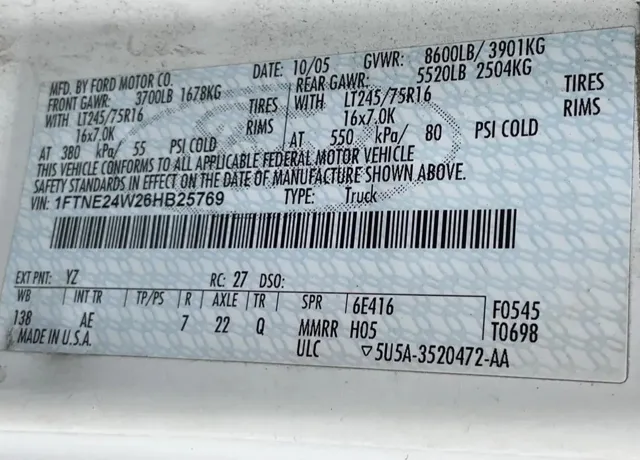 MFD. BY FORD MOTOR CO. DATE: 10/05 GVWR: 8600LB/ 3901KG
FRONT GAWR: 3700LB 1678KG REAR GAWR: 5520LB 2504KG
WITH LT245/75R16 TIRES WITH LT245/75R16 TIRES
16x7.0K RIMS 16x7.0K RIMS
AT 380 kPa/ 55 PSI COLD AT 550 kPa/ 80 PSI COLD
THIS VEHICLE CONFORMS TO ALL APPLICABLE FEDERAL MOTOR VEHICLE
SAFETY STANDARDS IN EFFECT ON THE DATE OF MANUFACTURE SHOWN ABOVE.
VIN: 1FTNE24W26HB25769 TYPE: Truck
EXT PNT: YZ RC: 27 DSO:
WB INT TR TP/PS R AXLE TR SPR 6E416 F0545
138 AE 7 22 Q MMRR H05 T0698
MADE IN U.S.A. ULC ▽5U5A-3520472-AA